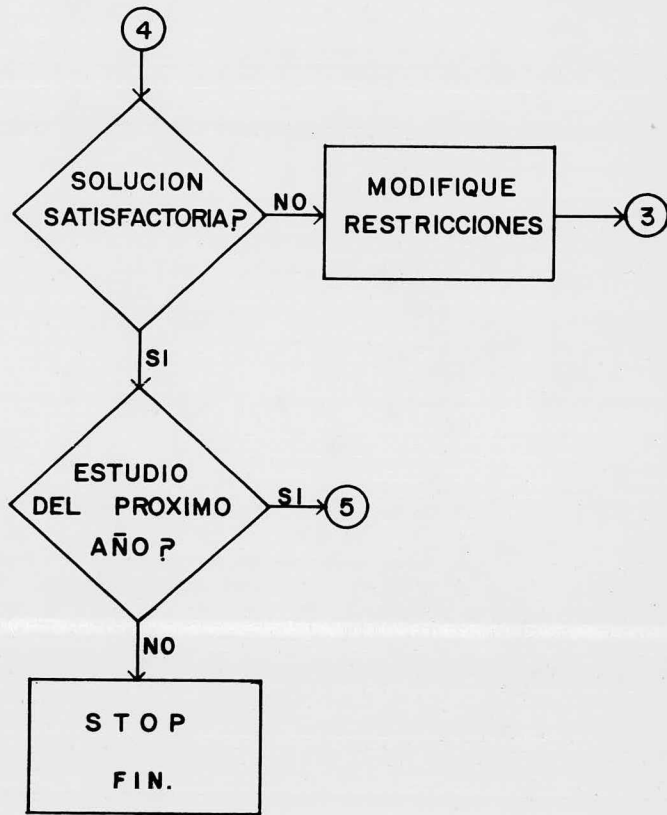 4
SOLUCION
SATISFACTORIA?
NO
MODIFIQUE
RESTRICCIONES
3
SI
ESTUDIO
DEL PROXIMO
AÑO?
SI
5
NO
STOP
FIN.